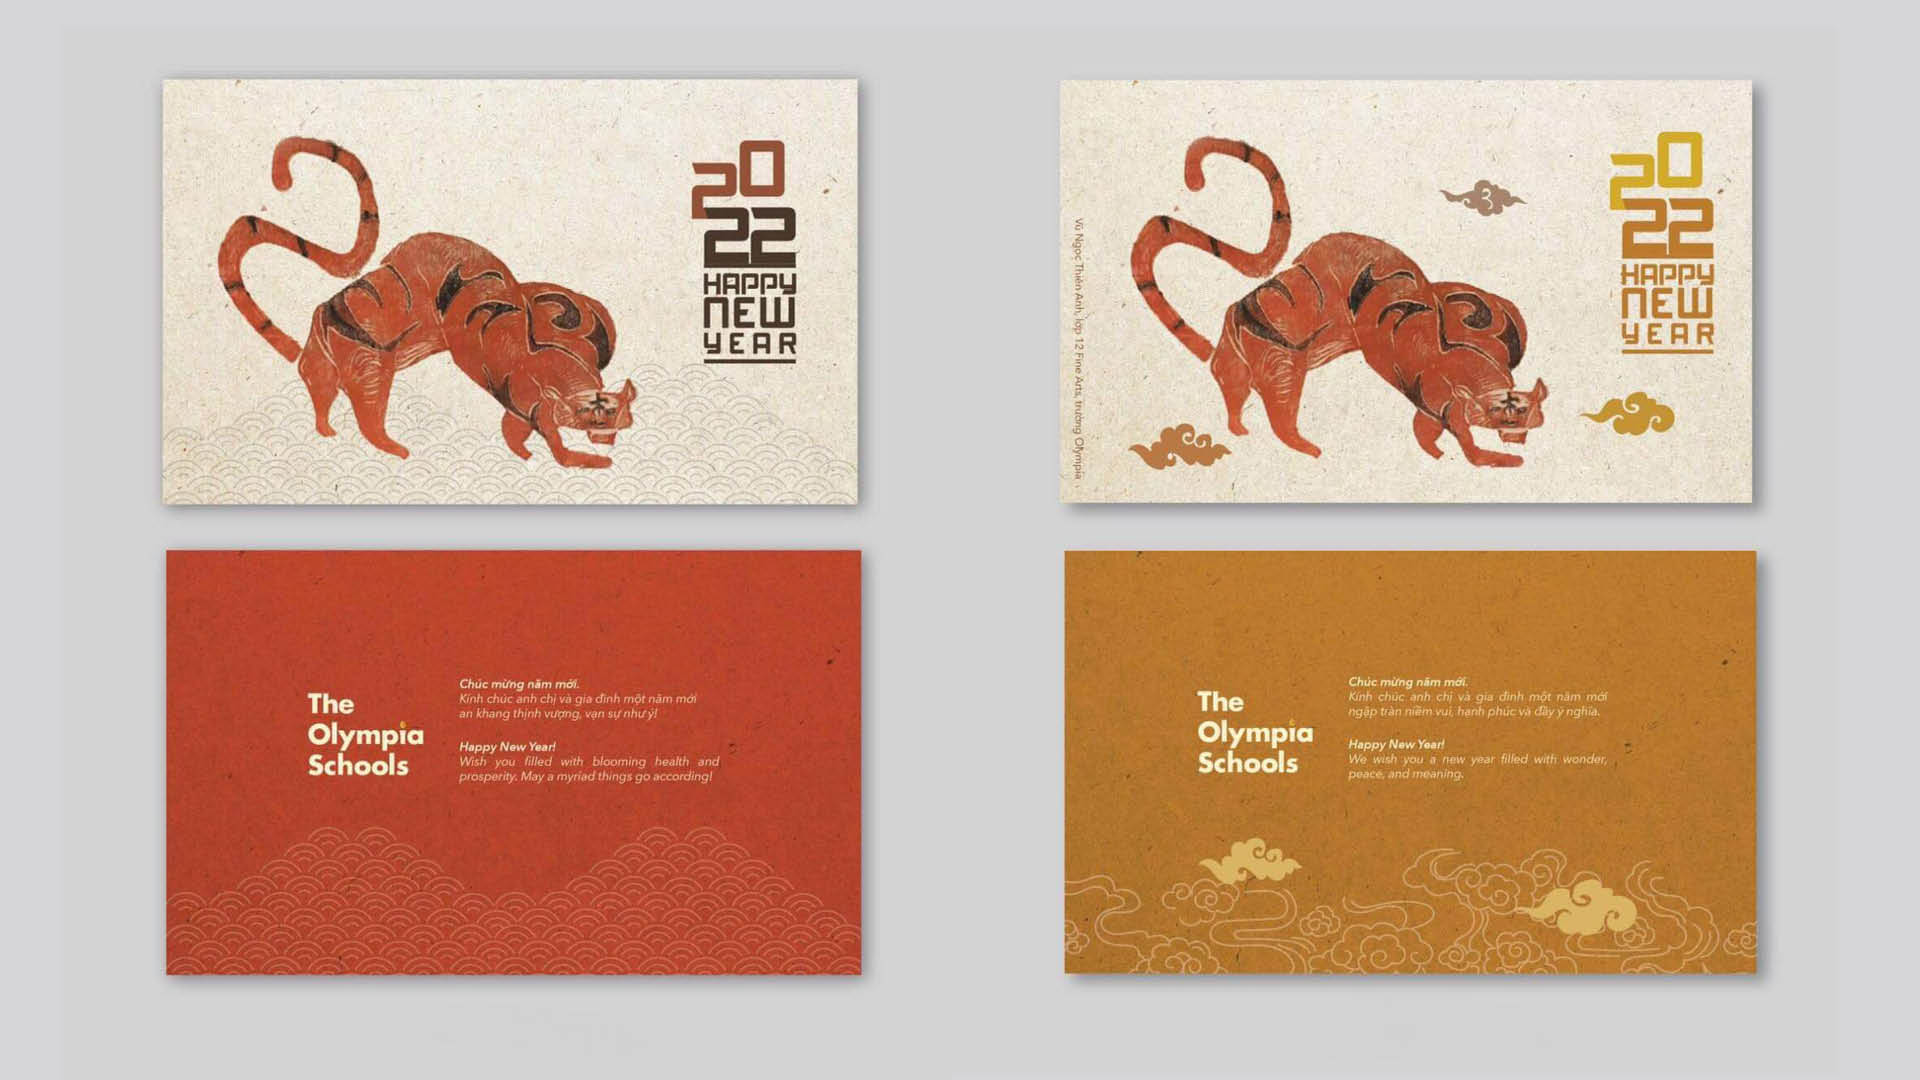 20
22
HAPPY
NEW
YEAR
Vũ Ngọc Thiên Anh, lớp 12 Fine Arts, trường Olympia
3
20
22
HAPPY
NEW
YEAR
The
Olympia
Schools
Chúc mừng năm mới.
Kính chúc anh chị và gia đình một năm mới
an khang thịnh vượng, vạn sự như ý!
Happy New Year!
Wish you filled with blooming health and
prosperity. May a myriad things go according!
The
Olympia
Schools
Chúc mừng năm mới.
Kính chúc anh chị và gia đình một năm mới
ngập tràn niềm vui, hạnh phúc và đầy ý nghĩa.
Happy New Year!
We wish you a new year filled with wonder,
peace, and meaning.